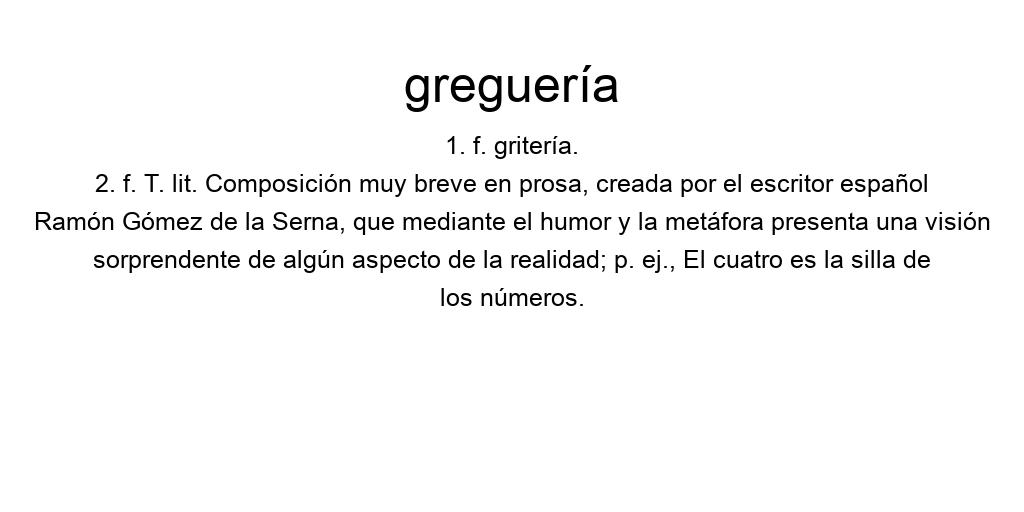 greguería
1. f. gritería.
2. f. T. lit. Composición muy breve en prosa, creada por el escritor español
Ramón Gómez de la Serna, que mediante el humor y la metáfora presenta una visión
sorprendente de algún aspecto de la realidad; p. ej., El cuatro es la silla de
los números.